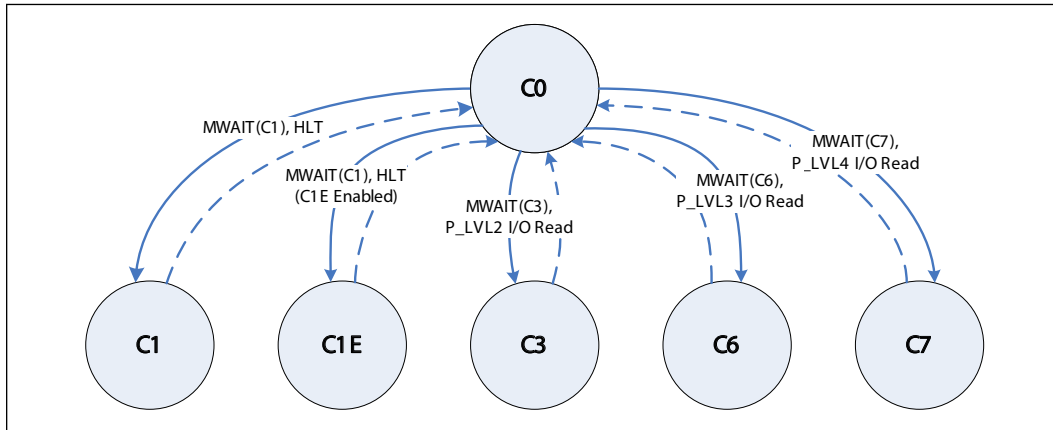 C0
MWAIT(C1), HLT
MWAIT(C1), HLT
(C1E Enabled)
MWAIT(C3),
P_LVL2 I/O Read
MWAIT(C6),
P_LVL3 I/O Read
MWAIT(C7),
P_LVL4 I/O Read
C1
C1E
C3
C6
C7